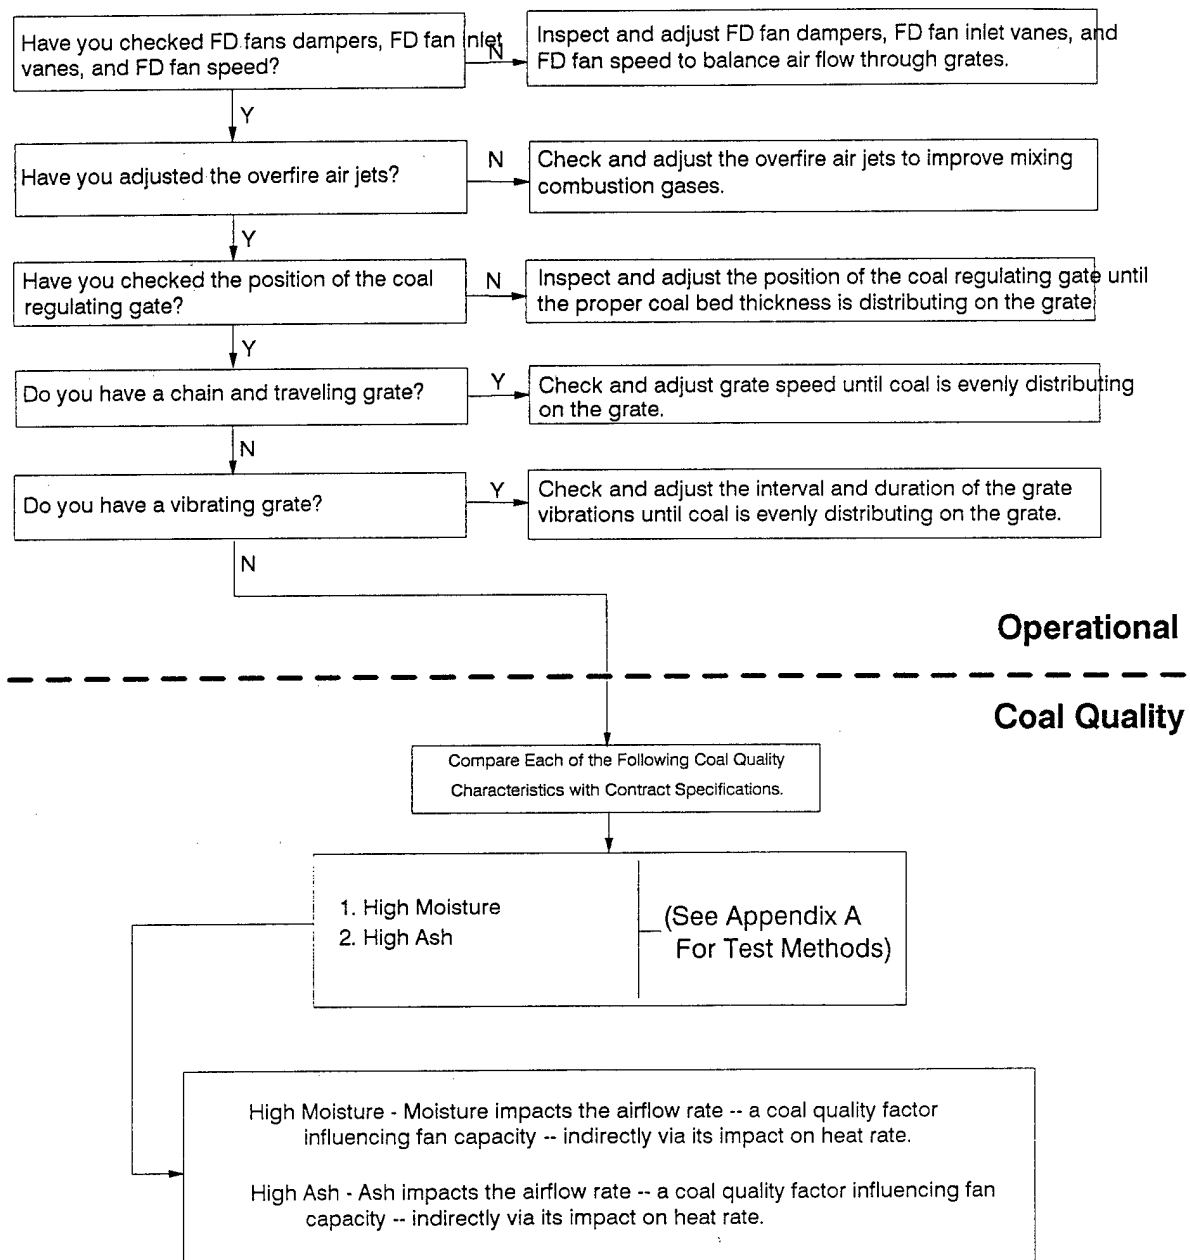 Have you checked FD fans dampers, FD fan inlet
vanes, and FD fan speed?
N
Inspect and adjust FD fan dampers, FD fan inlet vanes, and
FD fan speed to balance air flow through grates.
Y
Have you adjusted the overfire air jets?
N
Check and adjust the overfire air jets to improve mixing
combustion gases.
Y
Have you checked the position of the coal
regulating gate?
N
Inspect and adjust the position of the coal regulating gate until
the proper coal bed thickness is distributing on the grate
Y
Do you have a chain and traveling grate?
Y
Check and adjust grate speed until coal is evenly distributing
on the grate.
N
Do you have a vibrating grate?
Y
Check and adjust the interval and duration of the grate
vibrations until coal is evenly distributing on the grate.
N
Operational
Coal Quality
Compare Each of the Following Coal Quality
Characteristics with Contract Specifications.
1. High Moisture
2. High Ash
(See Appendix A
For Test Methods)
High Moisture - Moisture impacts the airflow rate -- a coal quality factor
influencing fan capacity -- indirectly via its impact on heat rate.
High Ash - Ash impacts the airflow rate -- a coal quality factor influencing fan
capacity -- indirectly via its impact on heat rate.